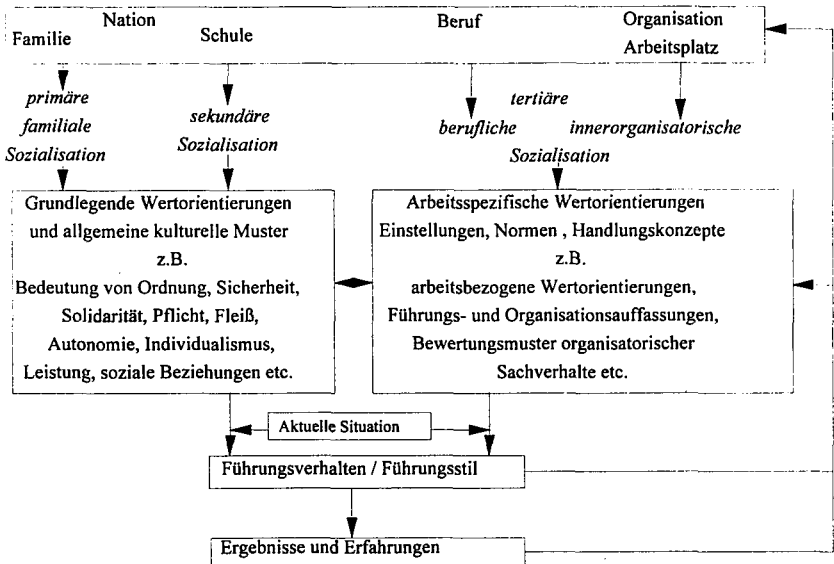 Nation
Familie
Schule
Beruf
Organisation
Arbeitsplatz
primäre
familiale
Sozialisation
sekundäre
Sozialisation
tertiäre
berufliche
innerorganisatorische
Sozialisation
Grundlegende Wertorientierungen
und allgemeine kulturelle Muster
z.B.
Bedeutung von Ordnung, Sicherheit,
Solidarität, Pflicht, Fleiß,
Autonomie, Individualismus,
Leistung, soziale Beziehungen etc.
Arbeitsspezifische Wertorientierungen
Einstellungen, Normen , Handlungskonzepte
z.B.
arbeitsbezogene Wertorientierungen,
Führungs- und Organisationsauffassungen,
Bewertungsmuster organisatorischer
Sachverhalte etc.
Aktuelle Situation
Führungsverhalten / Führungsstil
Ergebnisse und Erfahrungen